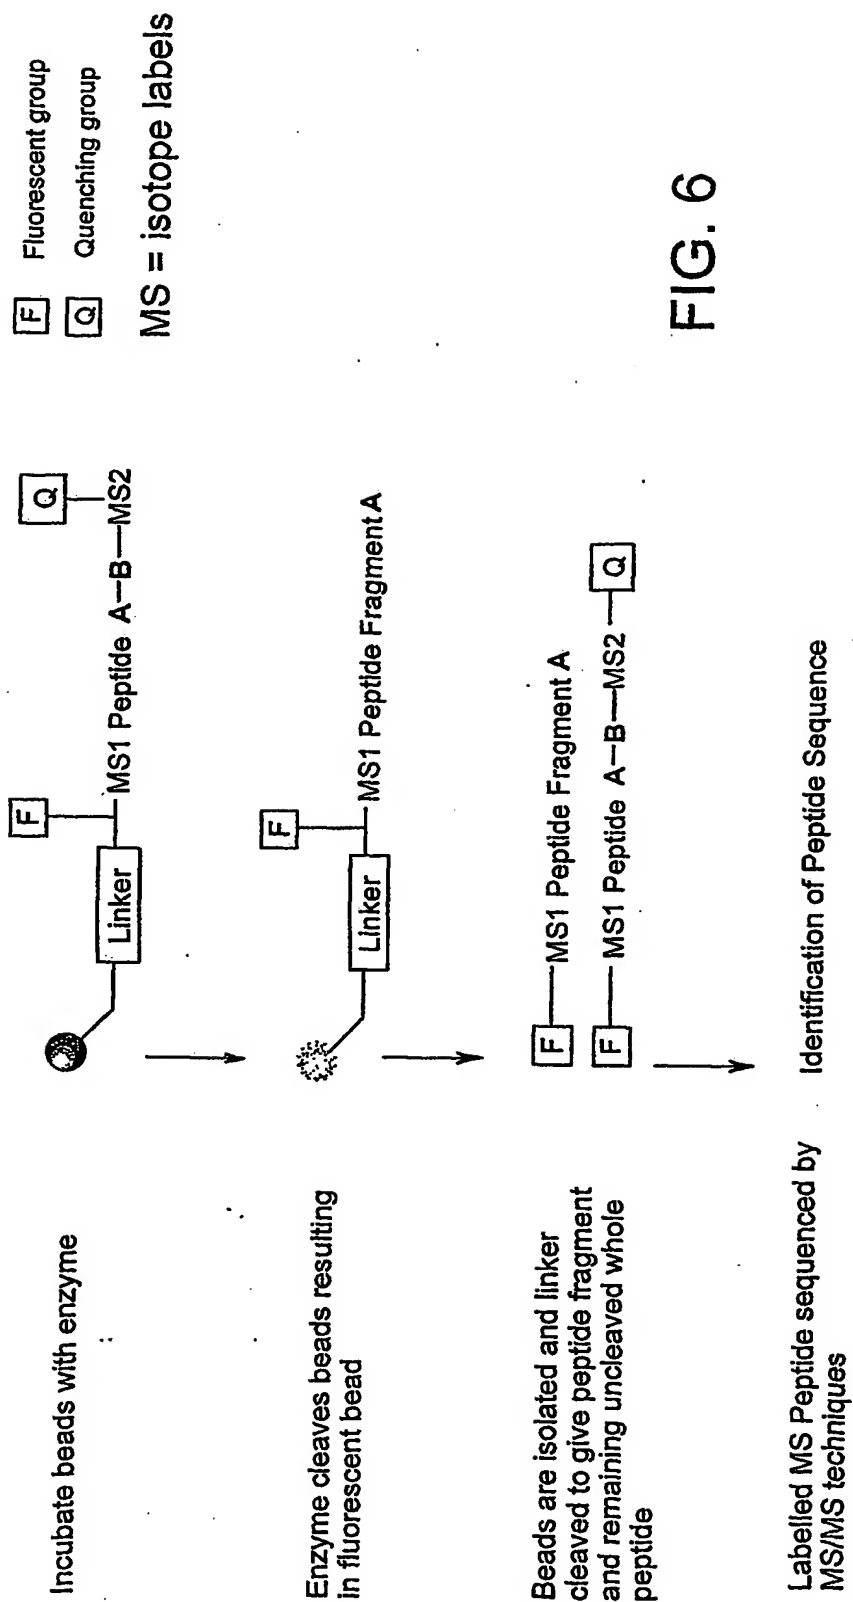 F Fluorescent group
Q Quenching group
MS = isotope labels
Incubate beads with enzyme
F
Q
Linker
MS1 Peptide A—B—MS2
Enzyme cleaves beads resulting
in fluorescent bead
F
Linker
MS1 Peptide Fragment A
Beads are isolated and linker
cleaved to give peptide fragment
and remaining uncleaved whole
peptide
F—MS1 Peptide Fragment A
F—MS1 Peptide A—B—MS2—Q
Labelled MS Peptide sequenced by
MS/MS techniques
Identification of Peptide Sequence
FIG. 6